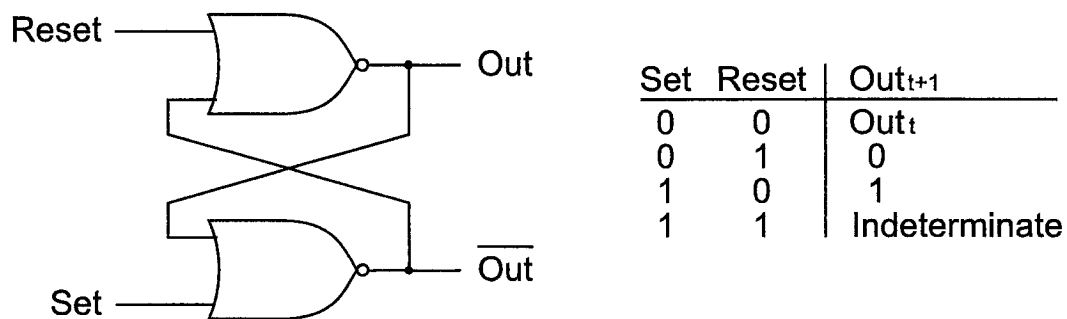 Reset
Out
Out
Set
Set Reset Outt+1
0 0 Outt
0 1 0
1 0 1
1 1 Indeterminate